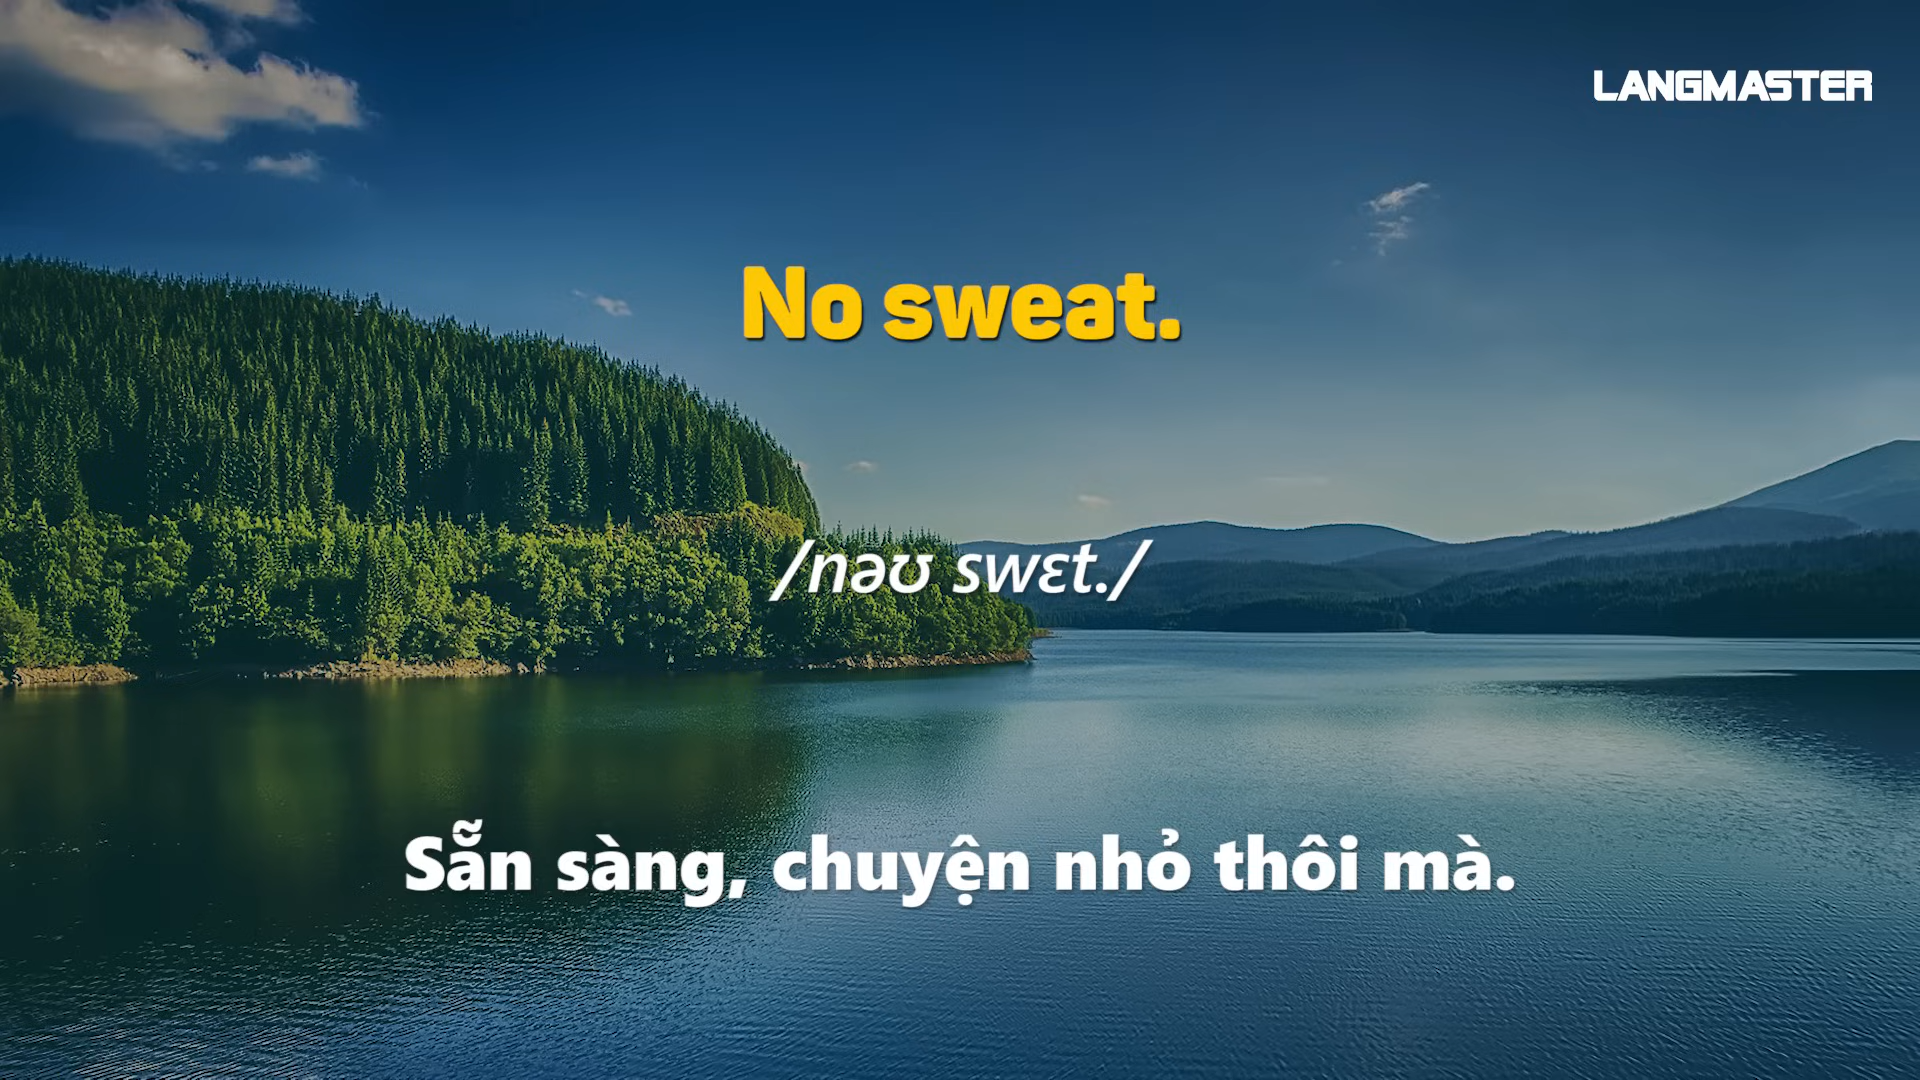 LANGMASTER
No sweat.
/nəʊ swɛt./
Sẵn sàng, chuyện nhỏ thôi mà.